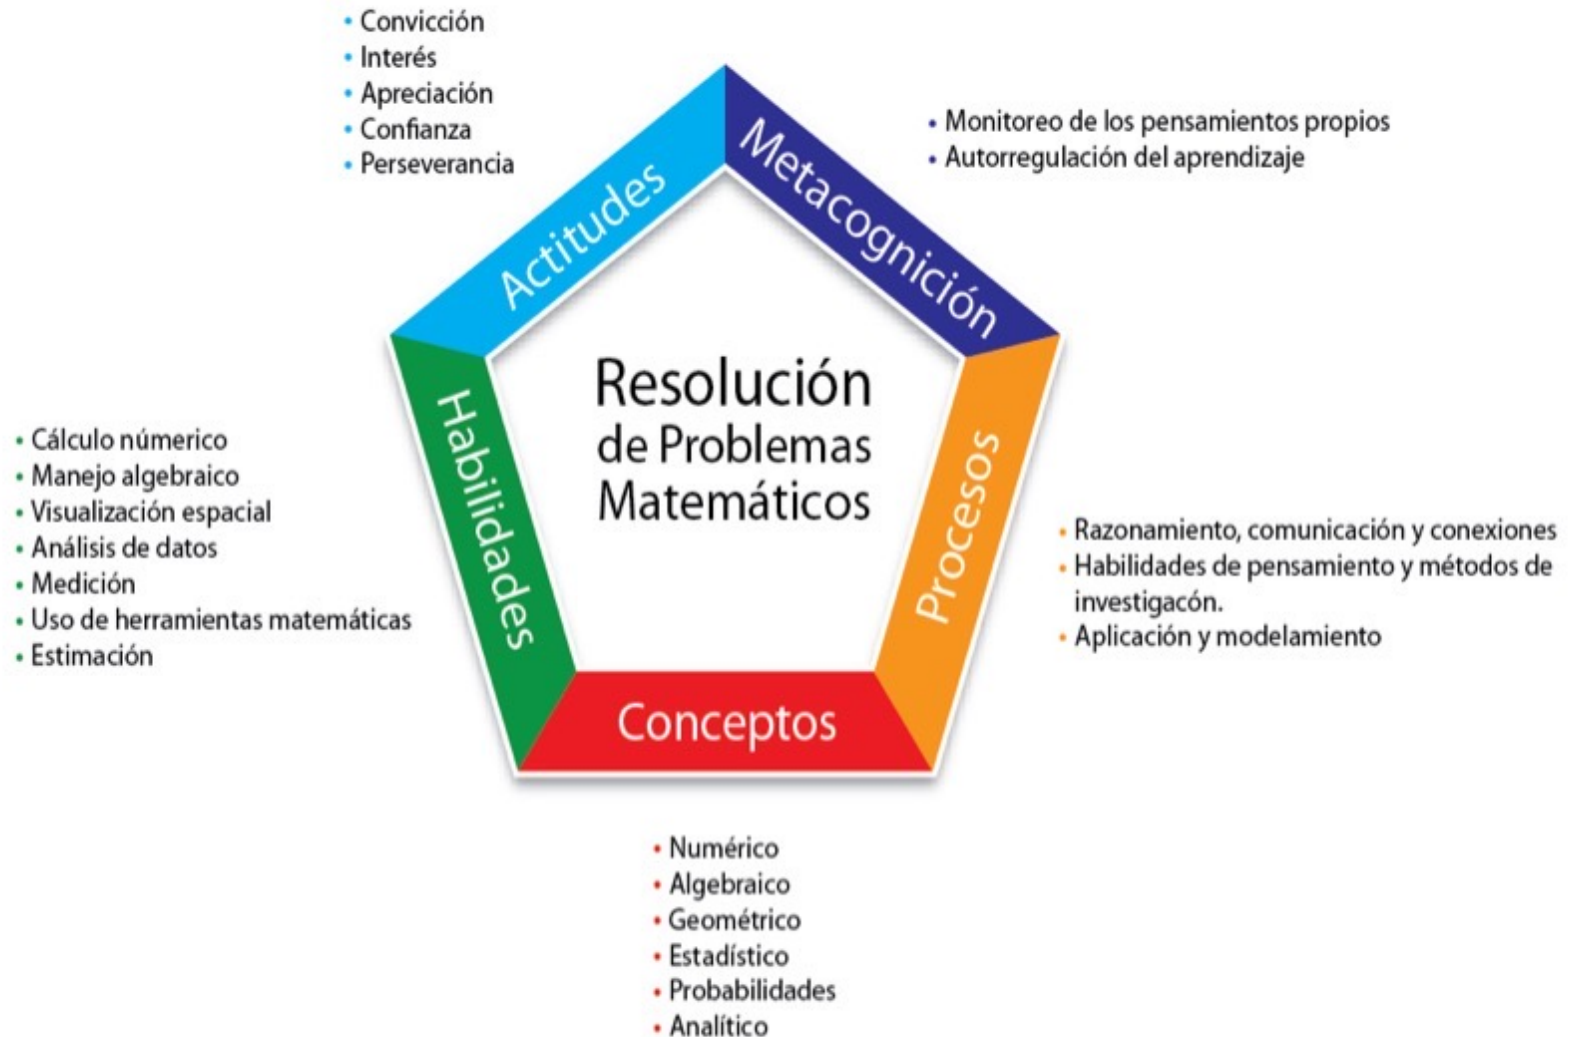 • Convicción
• Interés
• Apreciación
• Confianza
• Perseverancia
Actitudes
Metacognición
• Monitoreo de los pensamientos propios
• Autorregulación del aprendizaje
Resolución
de Problemas
Matemáticos
Habilidades
• Cálculo númerico
• Manejo algebraico
• Visualización espacial
• Análisis de datos
• Medición
• Uso de herramientas matemáticas
• Estimación
Procesos
• Razonamiento, comunicación y conexiones
• Habilidades de pensamiento y métodos de
investigacón.
• Aplicación y modelamiento
Conceptos
• Numérico
• Algebraico
• Geométrico
• Estadístico
• Probabilidades
• Analítico